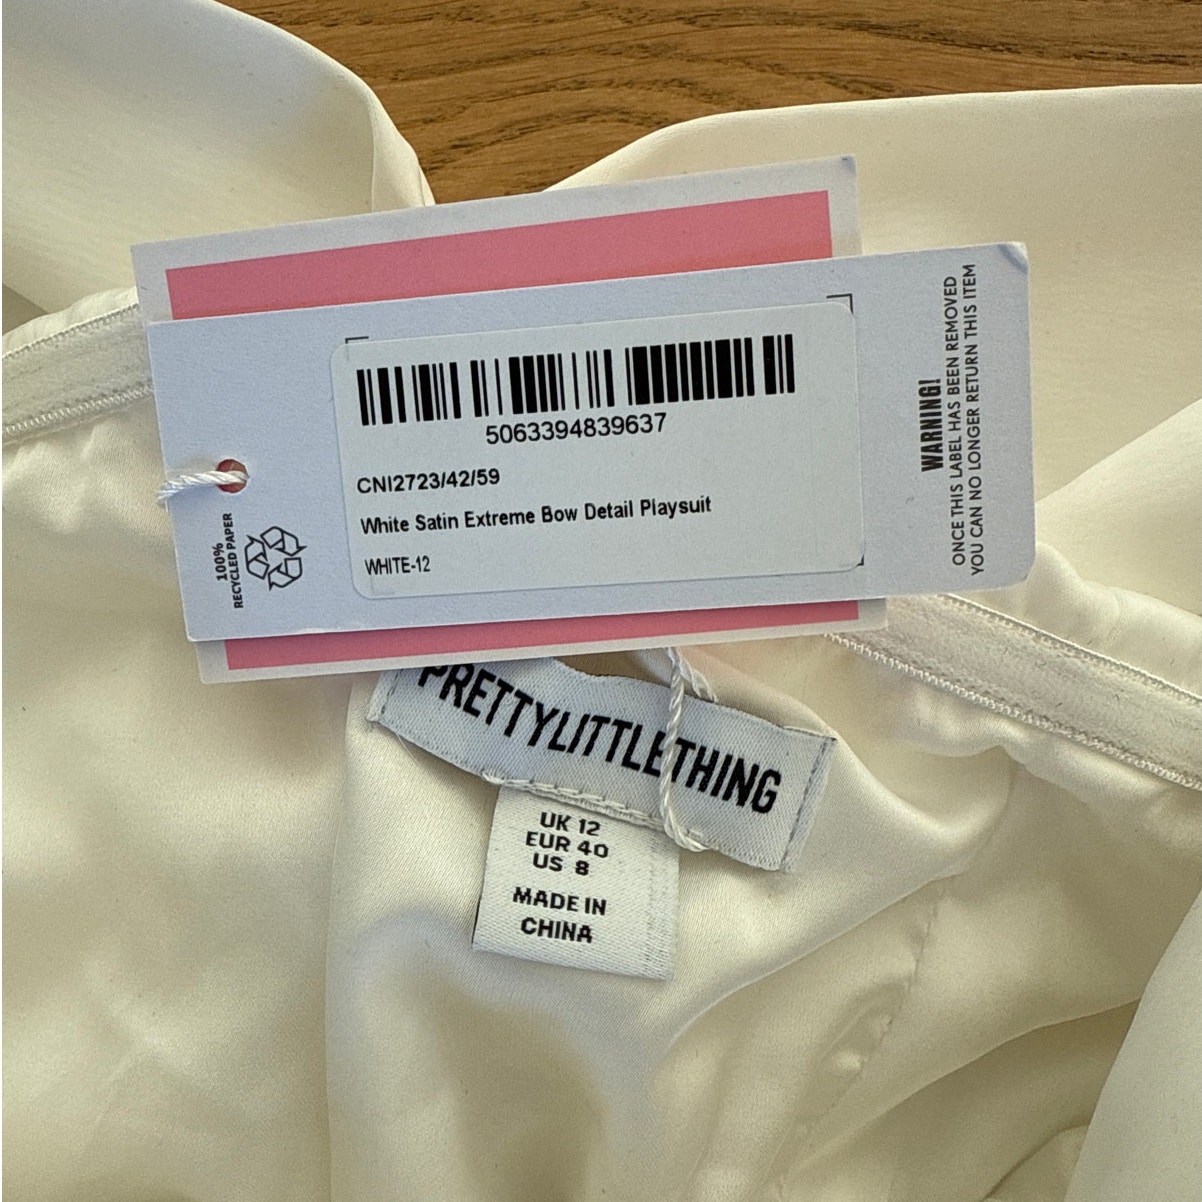 5063394839637
CNI2723/42/59
White Satin Extreme Bow Detail Playsuit
WHITE-12
100%
RECYCLED PAPER
WARNING!
ONCE THIS LABEL HAS BEEN REMOVED
YOU CAN NO LONGER RETURN THIS ITEM
PRETTYLITTLETHING
UK 12
EUR 40
US 8
MADE IN
CHINA